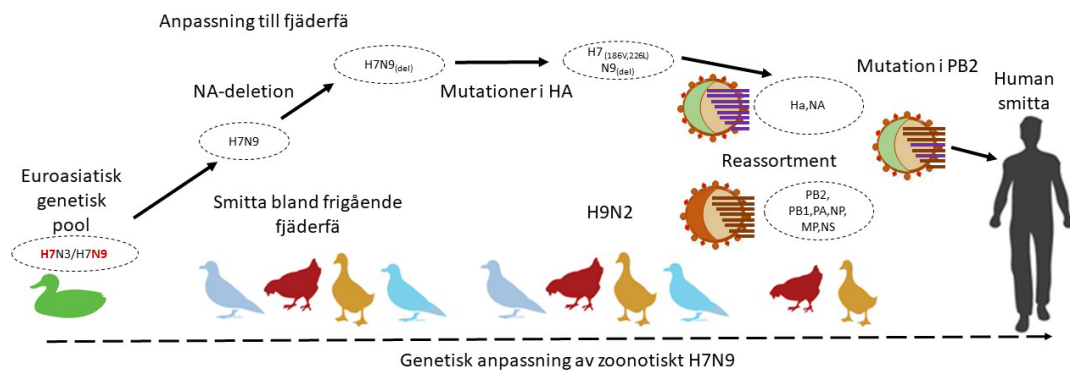 Anpassning till fjäderfä
H7N9(del)
H7(186V,226L)
N9(del)
Mutation i PB2
Human
smitta
NA-deletion
Mutationer i HA
Ha,NA
H7N9
Reassortment
Euroasiatisk
genetisk
pool
Smitta bland frigående
fjäderfä
H9N2
PB2,
PB1,PA,NP,
MP,NS
H7N3/H7N9
Genetisk anpassning av zoonotiskt H7N9